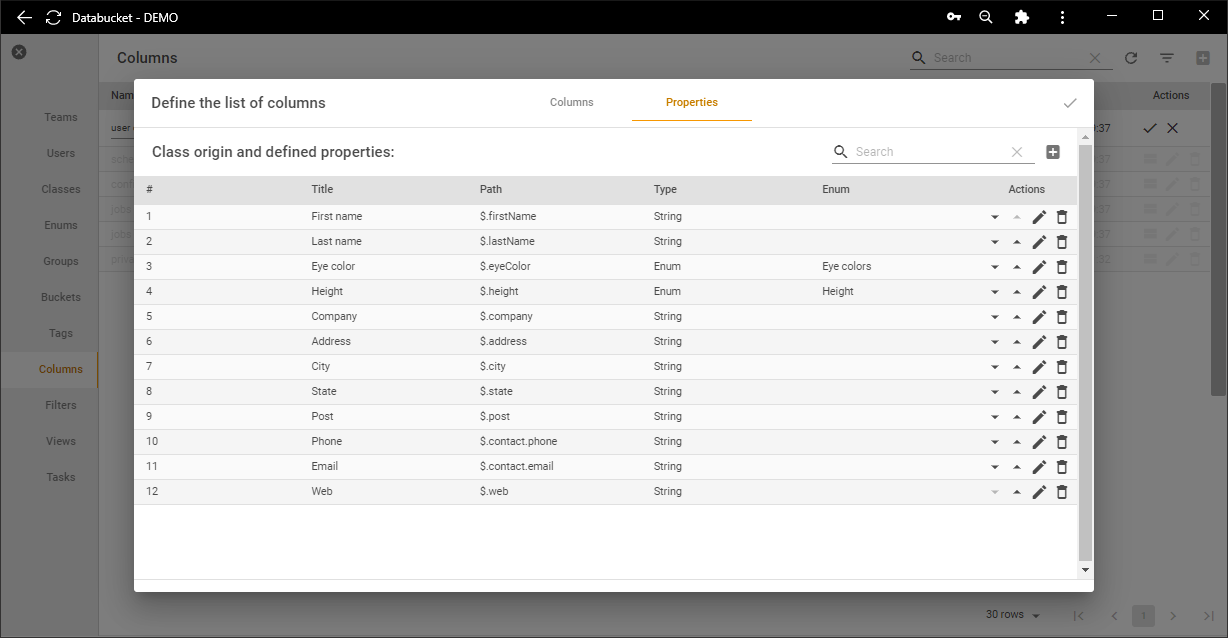 Databucket - DEMO
Columns
Search
Teams
Users
Classes
Enums
Groups
Buckets
Tags
Columns
Filters
Views
Tasks
Actions
user
Define the list of columns
Columns
Properties
Class origin and defined properties:
Search
# Title Path Type Enum Actions
1 First name $.firstName String
2 Last name $.lastName String
3 Eye color $.eyeColor Enum Eye colors
4 Height $.height Enum Height
5 Company $.company String
6 Address $.address String
7 City $.city String
8 State $.state String
9 Post $.post String
10 Phone $.contact.phone String
11 Email $.contact.email String
12 Web $.web String
30 rows
1